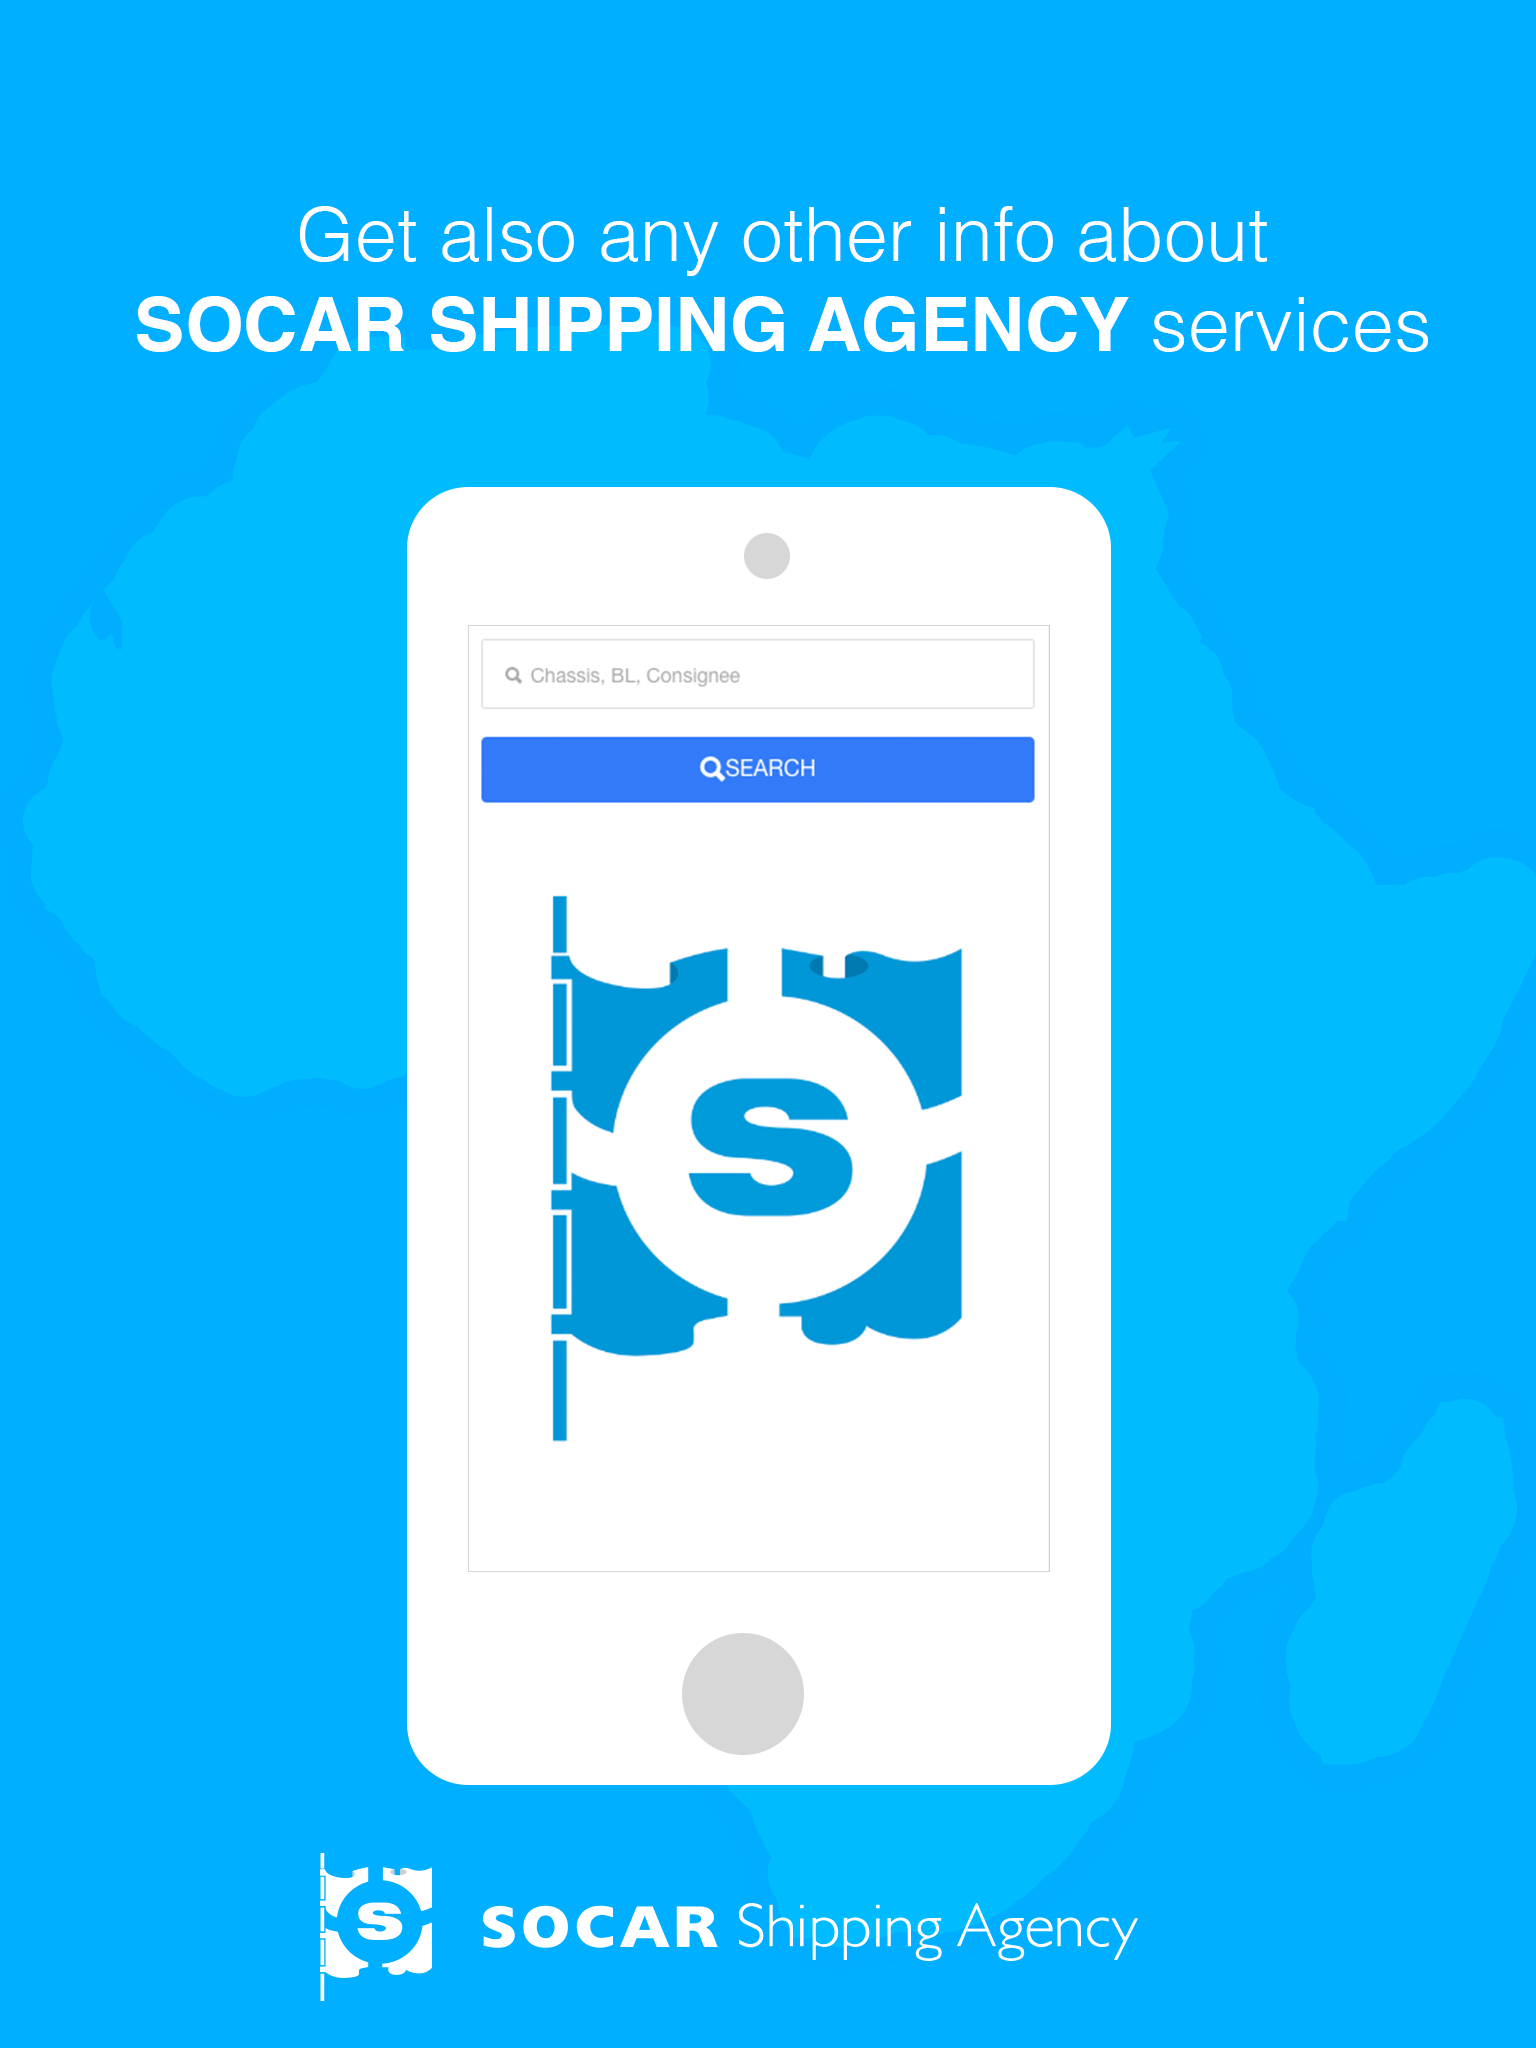 Get also any other info about
SOCAR SHIPPING AGENCY services
Chassis, BL, Consignee
SEARCH
S
S
SOCAR Shipping Agency